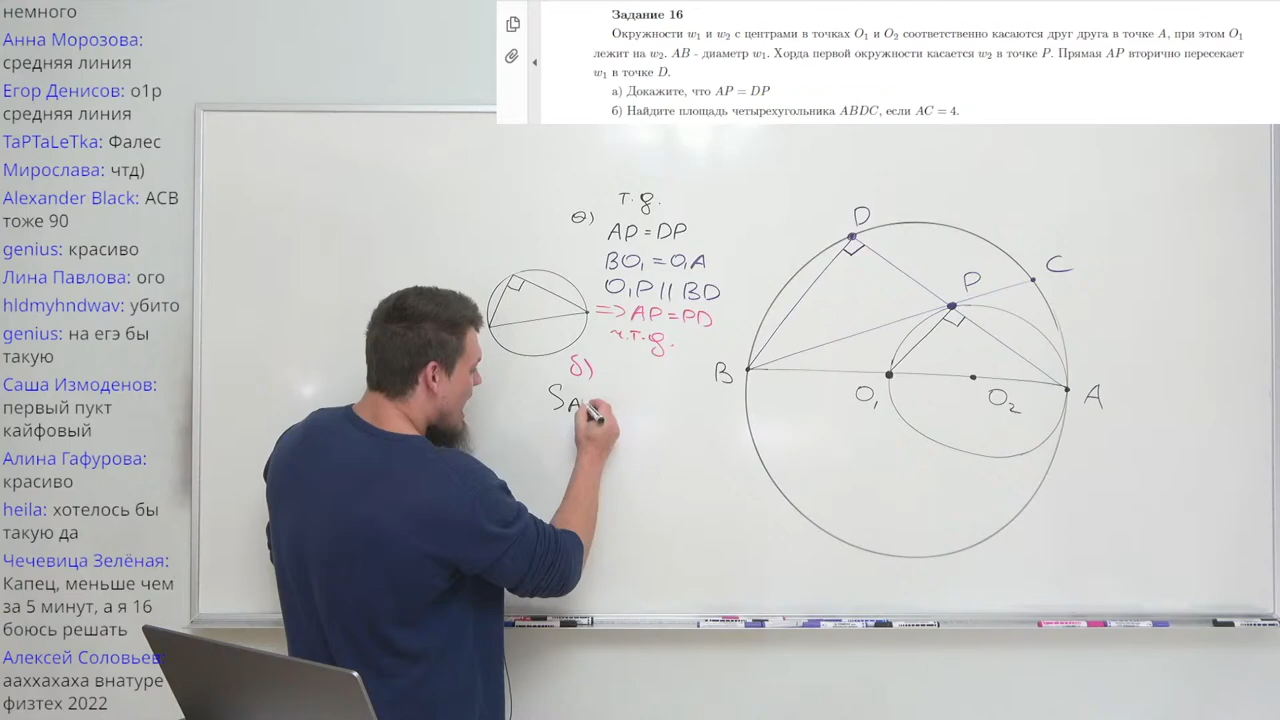 немного
Анна Морозова:
средняя линия
Егор Денисов: о1р
средняя линия
TaPTaLeTka: Фалес
Мирослава: чтд)
Alexander Black: ACB
тоже 90
genius: красиво
Лина Павлова: ого
hldmyhndwav: убито
genius: на егэ бы
такую
Саша Измоденов:
первый пункт
кайфовый
Алина Гафурова:
красиво
heila: хотелось бы
такую да
Чечевица Зелёная:
Капец, меньше чем
за 5 минут, а я 16
боюсь решать
Алексей Соловьев:
ааххахаха внатуре
физтех 2022
Задание 16
Окружности w₁ и w₂ с центрами в точках O₁ и O₂ соответственно касаются друг друга в точке A, при этом O₁
лежит на w₂. AB - диаметр w₁. Хорда первой окружности касается w₂ в точке P. Прямая AP вторично пересекает
w₁ в точке D.
а) Докажите, что AP = DP
б) Найдите площадь четырехугольника ABDC, если AC = 4.
т.д.
AP = DP
BO₁ = O₁A
O₁P || BD
=> AP = PD
ч.т.д.
б)
S A
D
P
C
B
O₁
O₂
A